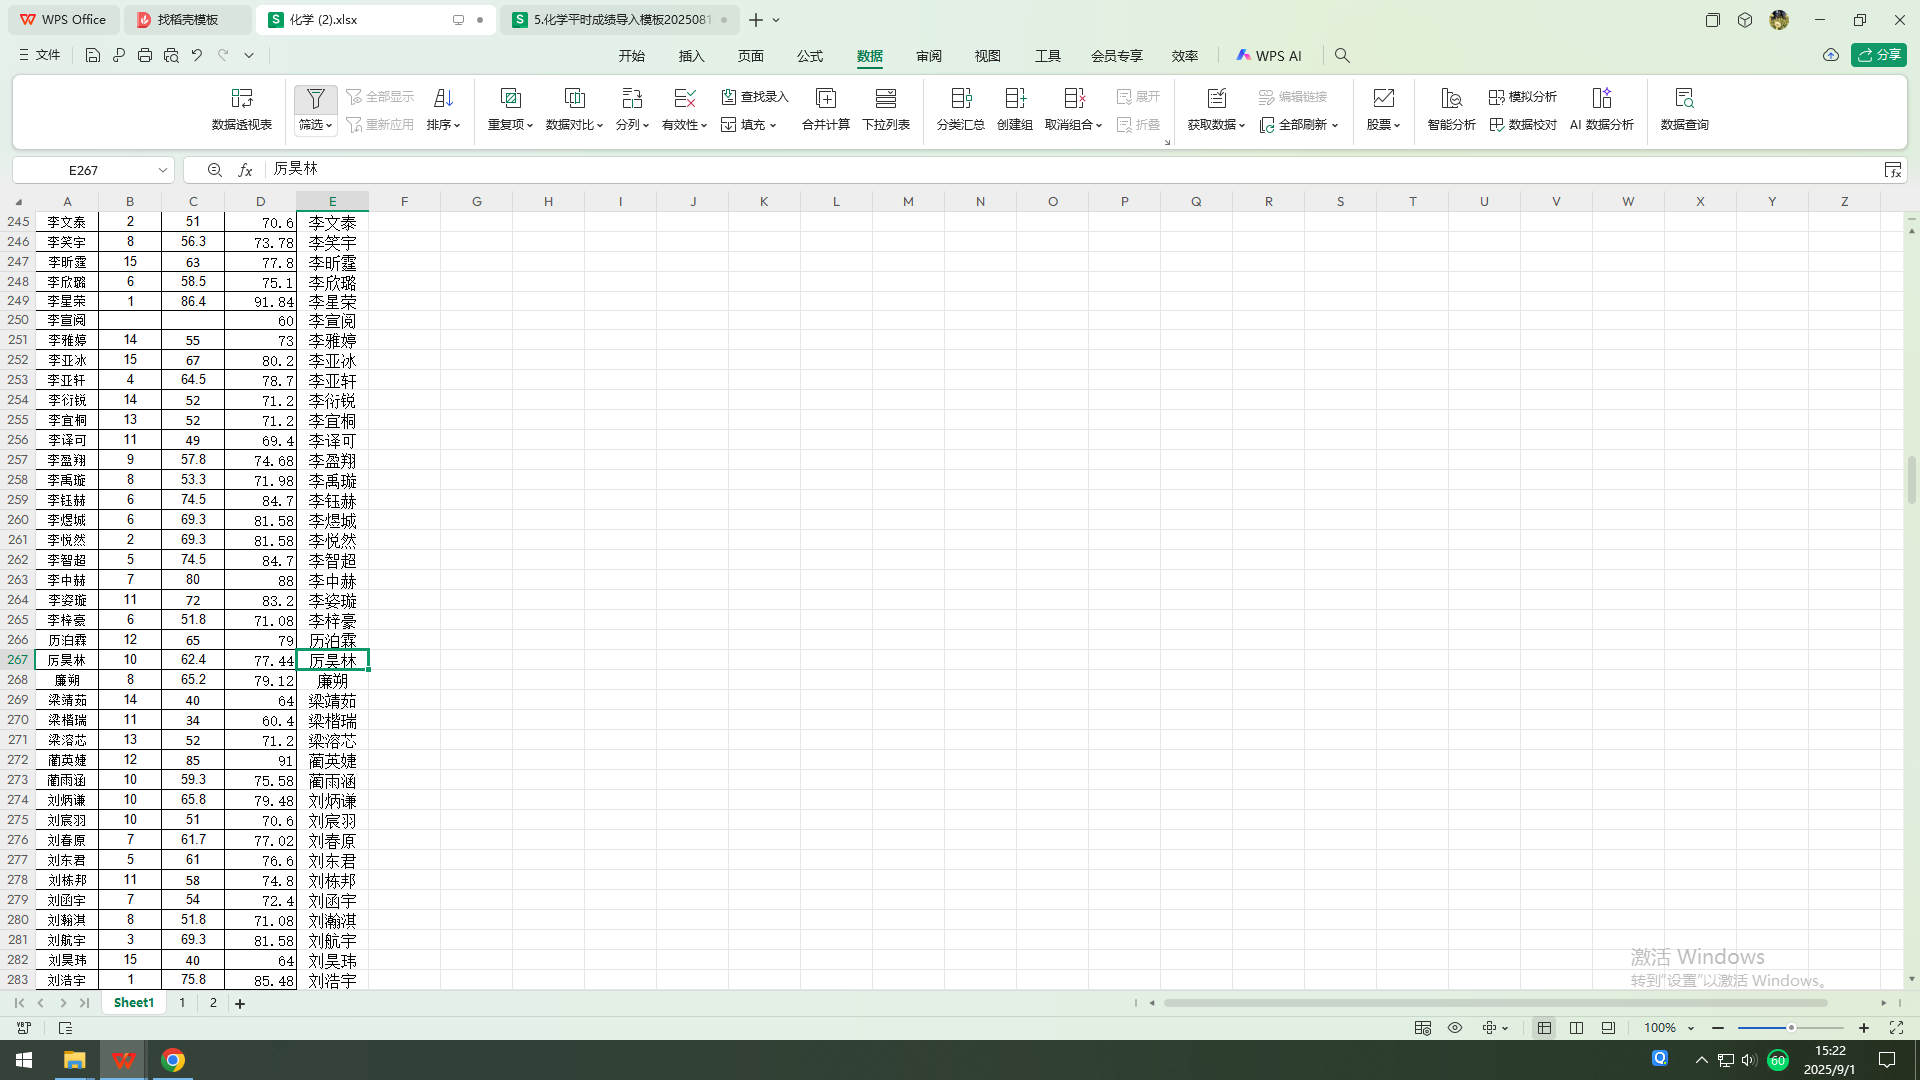 WPS Office 找稻壳模板 化学 (2).xlsx 5.化学平时成绩导入模板2025081
文件 开始 插入 页面 公式 数据 审阅 视图 工具 会员专享 效率 WPS AI 分享
数据透视表 筛选 全部显示 重新应用 排序 重复项 数据对比 分列 有效性 查找录入 填充 合并计算 下拉列表 分类汇总 创建组 取消组合 展开 折叠 获取数据 编辑链接 全部刷新 股票 智能分析 模拟分析 数据校对 AI 数据分析 数据查询
E267 fx 厉昊林
A B C D E F G H I J K L M N O P Q R S T U V W X Y Z
245 李文泰 2 51 70.6 李文泰
246 李笑宇 8 56.3 73.78 李笑宇
247 李昕霆 15 63 77.8 李昕霆
248 李欣璐 6 58.5 75.1 李欣璐
249 李星荣 1 86.4 91.84 李星荣
250 李宣阅 60 李宣阅
251 李雅婷 14 55 73 李雅婷
252 李亚冰 15 67 80.2 李亚冰
253 李亚轩 4 64.5 78.7 李亚轩
254 李衍锐 14 52 71.2 李衍锐
255 李宜桐 13 52 71.2 李宜桐
256 李译可 11 49 69.4 李译可
257 李盈翔 9 57.8 74.68 李盈翔
258 李禹璇 8 53.3 71.98 李禹璇
259 李钰赫 6 74.5 84.7 李钰赫
260 李煜城 6 69.3 81.58 李煜城
261 李悦然 2 69.3 81.58 李悦然
262 李智超 5 74.5 84.7 李智超
263 李中赫 7 80 88 李中赫
264 李姿璇 11 72 83.2 李姿璇
265 李梓豪 6 51.8 71.08 李梓豪
266 历泊霖 12 65 79 历泊霖
267 厉昊林 10 62.4 77.44 厉昊林
268 廉朔 8 65.2 79.12 廉朔
269 梁靖茹 14 40 64 梁靖茹
270 梁楷瑞 11 34 60.4 梁楷瑞
271 梁溶芯 13 52 71.2 梁溶芯
272 蔺英婕 12 85 91 蔺英婕
273 蔺雨涵 10 59.3 75.58 蔺雨涵
274 刘炳谦 10 65.8 79.48 刘炳谦
275 刘宸羽 10 51 70.6 刘宸羽
276 刘春原 7 61.7 77.02 刘春原
277 刘东君 5 61 76.6 刘东君
278 刘栋邦 11 58 74.8 刘栋邦
279 刘函宇 7 54 72.4 刘函宇
280 刘瀚淇 8 51.8 71.08 刘瀚淇
281 刘航宇 3 69.3 81.58 刘航宇
282 刘昊玮 15 40 64 刘昊玮
283 刘浩宇 1 75.8 85.48 刘浩宇
激活 Windows
转到“设置”以激活 Windows。
Sheet1 1 2
100%
60 15:22
2025/9/1